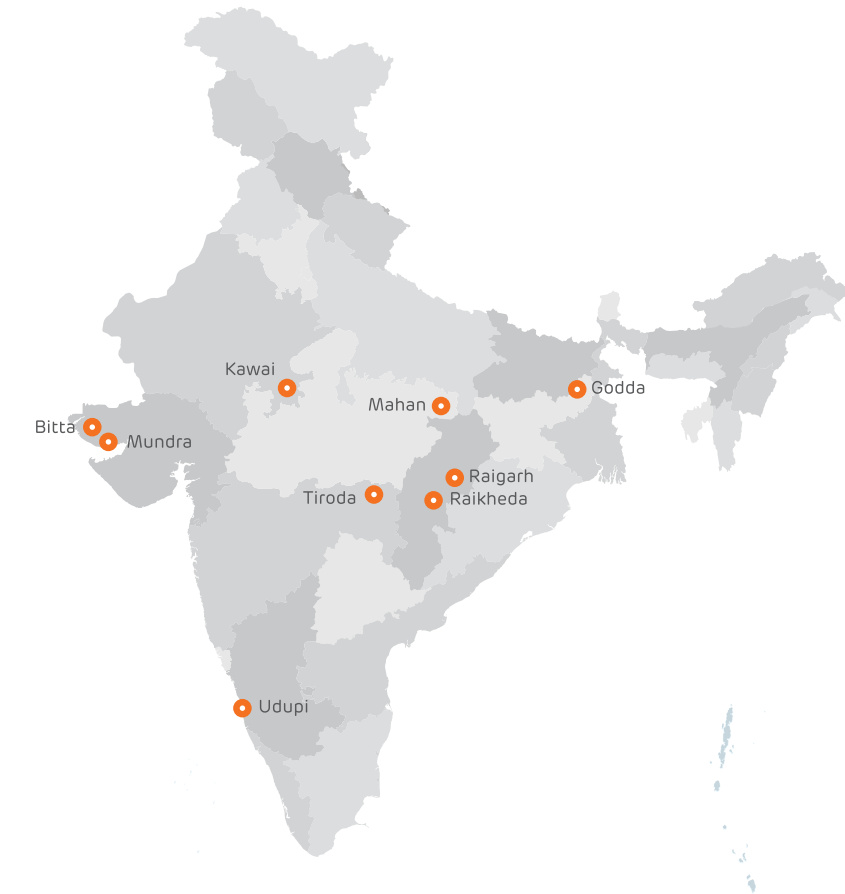 Kawai
Godda
Mahan
Bitta
Mundra
Raigarh
Tiroda
Raikheda
Udupi